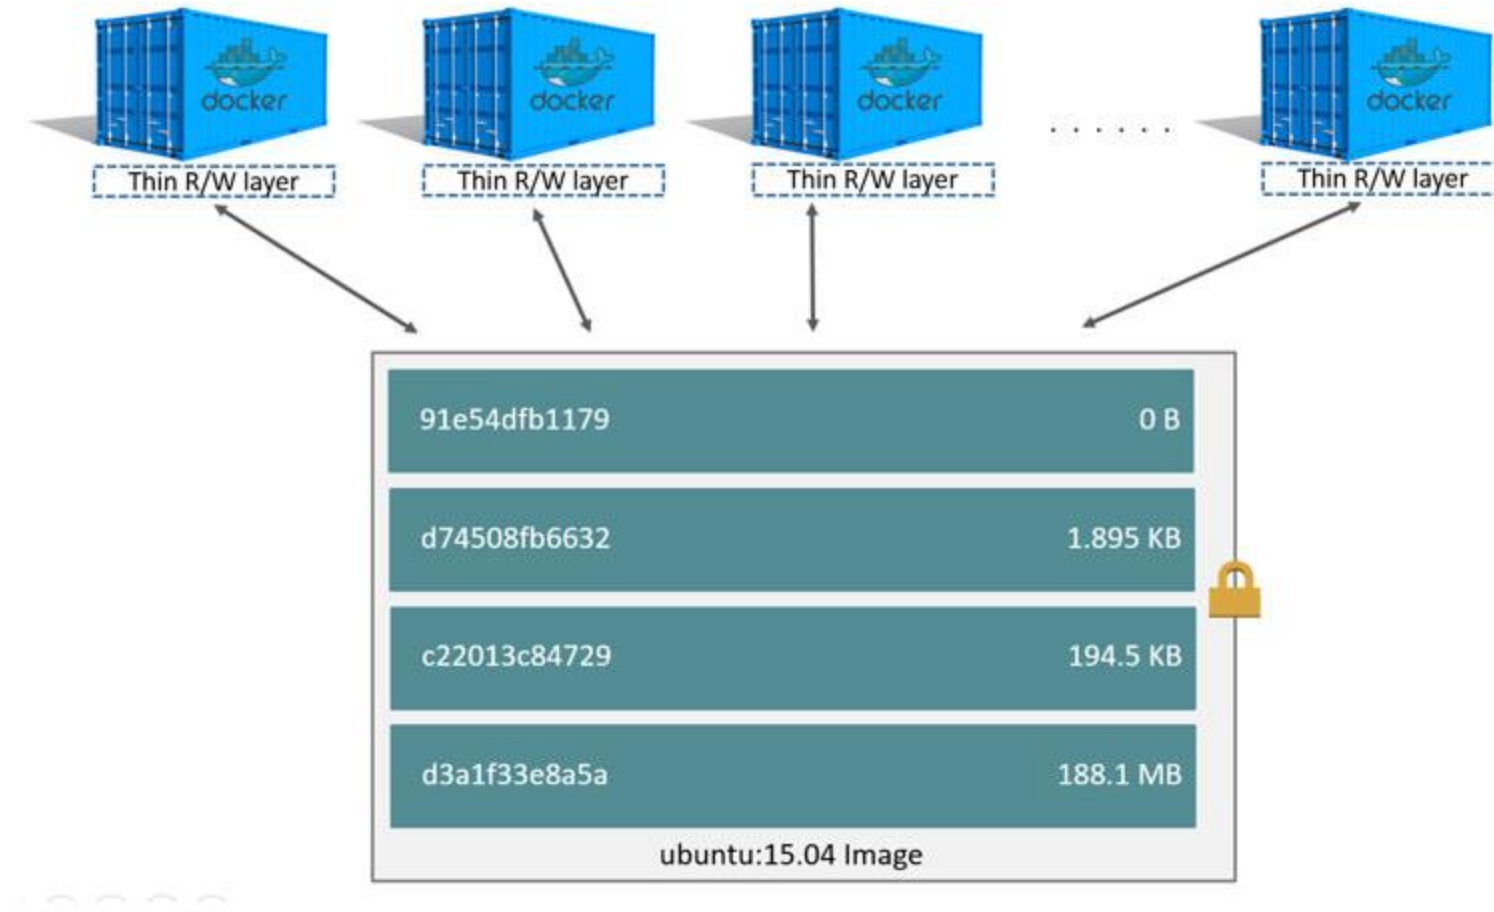 docker docker docker docker
Thin R/W layer Thin R/W layer Thin R/W layer . . . . . . Thin R/W layer
91e54dfb1179 0 B
d74508fb6632 1.895 KB
c22013c84729 194.5 KB
d3a1f33e8a5a 188.1 MB
ubuntu:15.04 Image